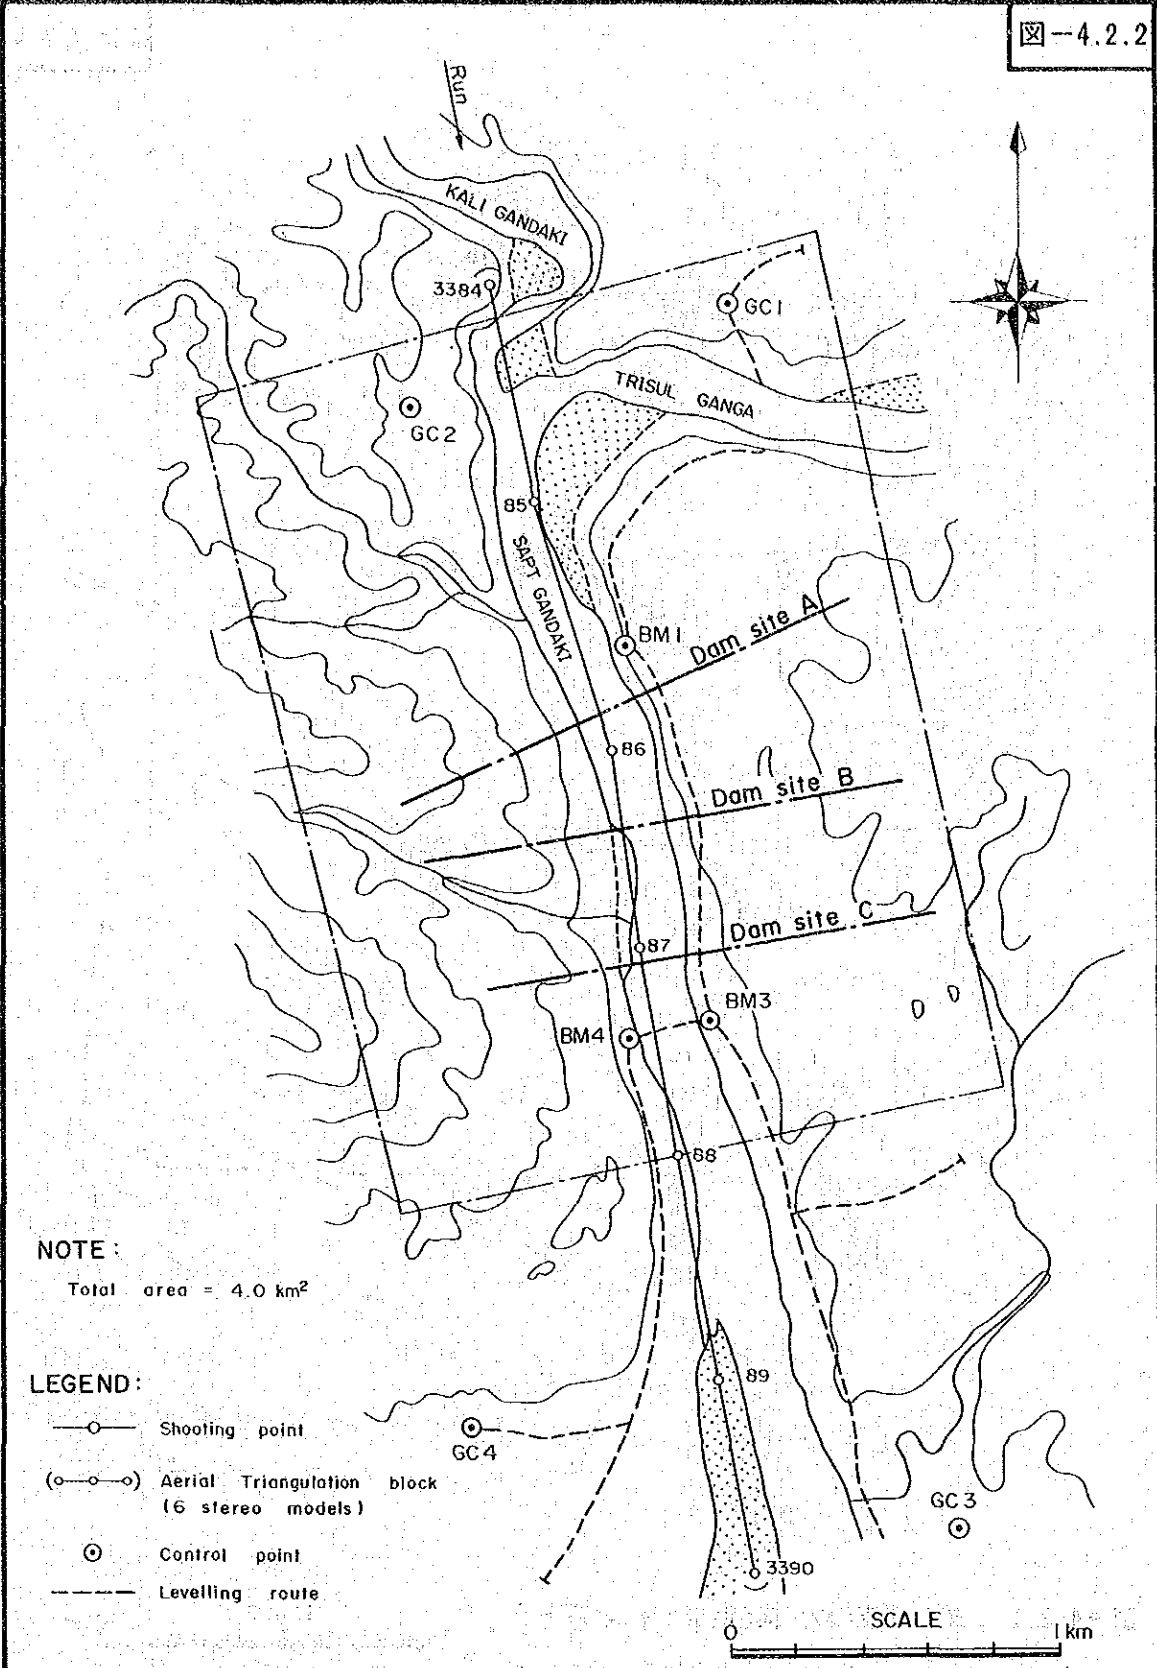 図-4.2.2
Run
KALI GANDAKI
3384
GC1
TRISUL GANGA
GC2
85
SAPT GANDAKI
BM1
Dam site A
86
Dam site B
Dam site C
87
BM3
BM4
88
NOTE:
Total area = 4.0 km²
LEGEND:
Shooting point
Aerial Triangulation block
(6 stereo models)
Control point
Levelling route
89
GC4
GC3
3390
SCALE
0 1 km